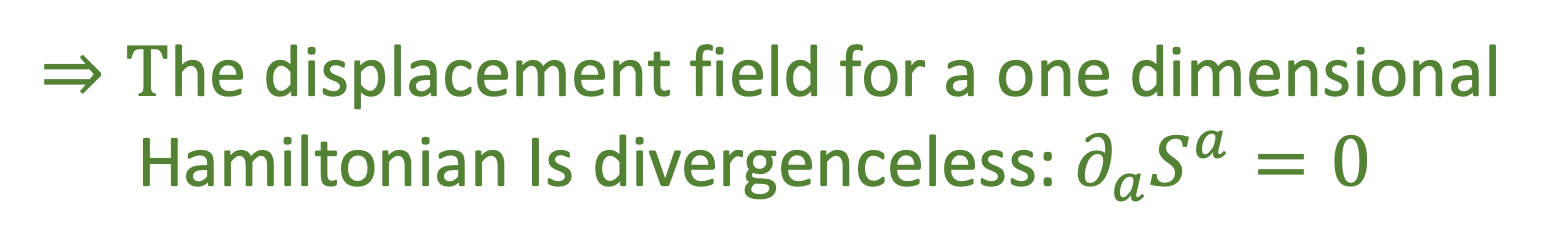 ⇒ The displacement field for a one dimensional
Hamiltonian Is divergenceless: ∂ₐSᵃ = 0